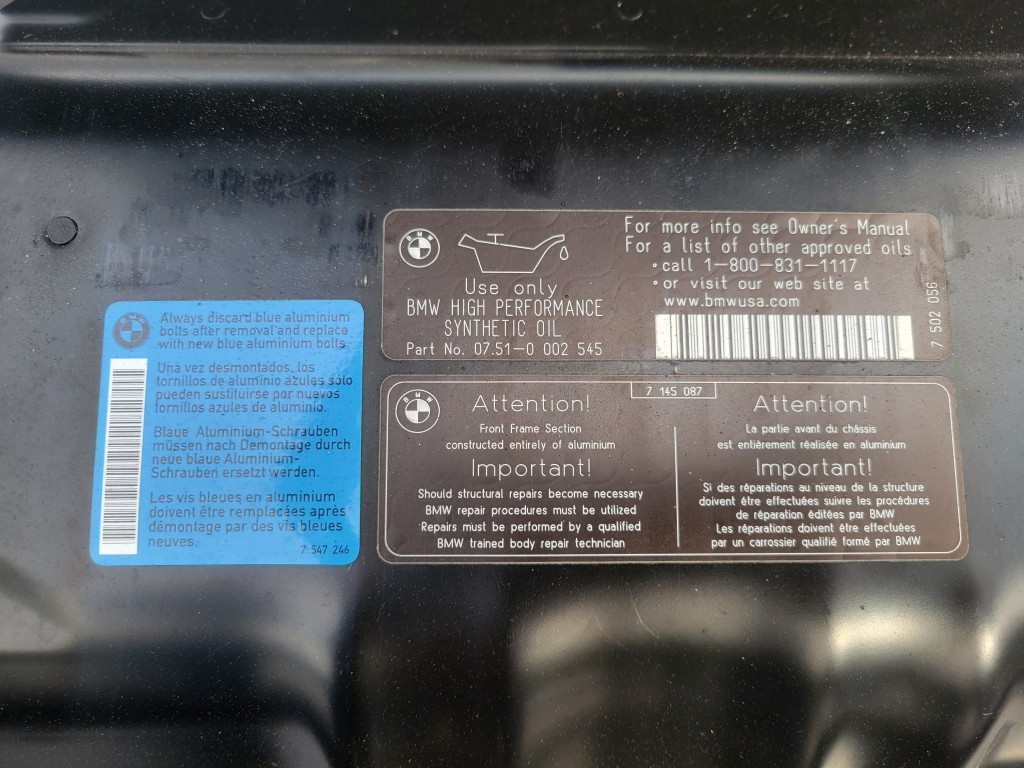 Always discard blue aluminium
bolts after removal and replace
with new blue aluminium bolts.
Una vez desmontados, los
tornillos de aluminio azules solo
pueden sustituirse por nuevos
tornillos azules de aluminio.
Blaue Aluminium-Schrauben
müssen nach Demontage durch
neue blaue Aluminium-
Schrauben ersetzt werden.
Les vis bleues en aluminium
doivent être remplacées après
démontage par des vis bleues
neuves.
7 547 246
BMW
Use only
BMW HIGH PERFORMANCE
SYNTHETIC OIL
Part No. 07.51-0 002 545
For more info see Owner's Manual
For a list of other approved oils
•call 1-800-831-1117
•or visit our web site at
www.bmwusa.com
7 502 056
BMW
7 145 087
Attention!
Front Frame Section
constructed entirely of aluminium
Important!
Should structural repairs become necessary
BMW repair procedures must be utilized
Repairs must be performed by a qualified
BMW trained body repair technician
Attention!
La partie avant du châssis
est entièrement réalisée en aluminium
Important!
Si des réparations au niveau de la structure
doivent être effectuées suivre les procédures
de réparation éditées par BMW
Les réparations doivent être effectuées
par un carrossier qualifié formé par BMW